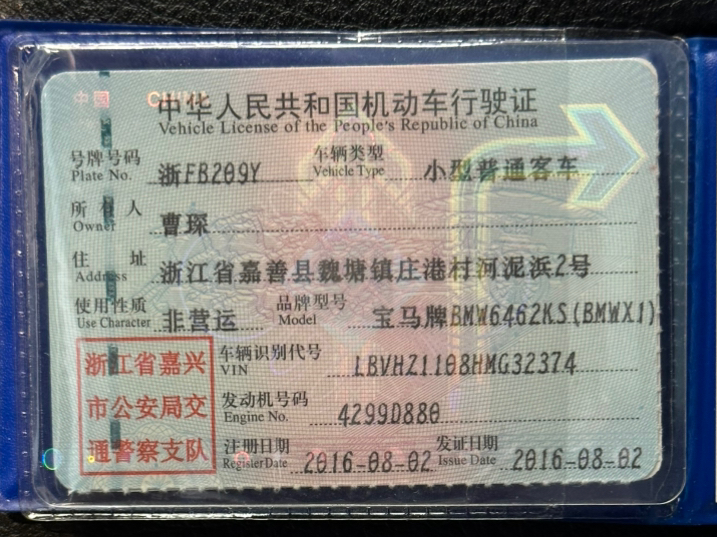 中国 CHINA
中华人民共和国机动车行驶证
Vehicle License of the People's Republic of China
号牌号码 浙FB209Y 车辆类型 小型普通客车
Plate No. Vehicle Type
所有人 曹琛
Owner
住址 浙江省嘉善县魏塘镇庄港村河泥浜2号
Address
使用性质 非营运 品牌型号 宝马牌BMW6462KS(BMWX1)
Use Character Model
浙江省嘉兴 车辆识别代号 LBVHZ1108HMG32374
VIN
市公安局交 发动机号码 4299D880
Engine No.
通警察支队 注册日期 2016-08-02 发证日期 2016-08-02
Register Date Issue Date